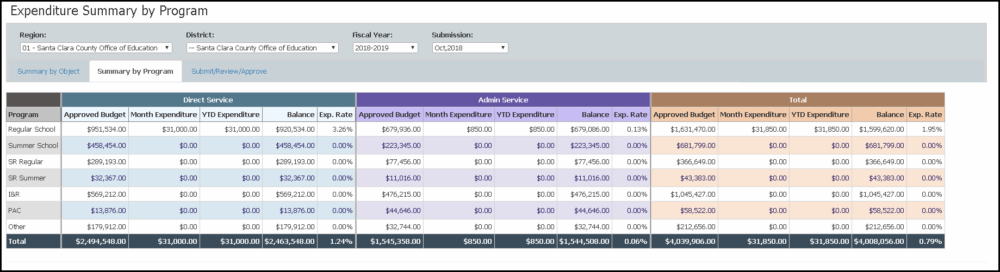 Expenditure Summary by Program
Region: District: Fiscal Year: Submission:
01 - Santa Clara County Office of Education -- Santa Clara County Office of Education 2018-2019 Oct,2018
Summary by Object Summary by Program Submit/Review/Approve
Direct Service Admin Service Total
Program Approved Budget Month Expenditure YTD Expenditure Balance Exp. Rate Approved Budget Month Expenditure YTD Expenditure Balance Exp. Rate Approved Budget Month Expenditure YTD Expenditure Balance Exp. Rate
Regular School $951,534.00 $31,000.00 $31,000.00 $920,534.00 3.26% $679,936.00 $850.00 $850.00 $679,086.00 0.13% $1,631,470.00 $31,850.00 $31,850.00 $1,599,620.00 1.95%
Summer School $458,454.00 $0.00 $0.00 $458,454.00 0.00% $223,345.00 $0.00 $0.00 $223,345.00 0.00% $681,799.00 $0.00 $0.00 $681,799.00 0.00%
SR Regular $289,193.00 $0.00 $0.00 $289,193.00 0.00% $77,456.00 $0.00 $0.00 $77,456.00 0.00% $366,649.00 $0.00 $0.00 $366,649.00 0.00%
SR Summer $32,367.00 $0.00 $0.00 $32,367.00 0.00% $11,016.00 $0.00 $0.00 $11,016.00 0.00% $43,383.00 $0.00 $0.00 $43,383.00 0.00%
I&R $569,212.00 $0.00 $0.00 $569,212.00 0.00% $476,215.00 $0.00 $0.00 $476,215.00 0.00% $1,045,427.00 $0.00 $0.00 $1,045,427.00 0.00%
PAC $13,876.00 $0.00 $0.00 $13,876.00 0.00% $44,646.00 $0.00 $0.00 $44,646.00 0.00% $58,522.00 $0.00 $0.00 $58,522.00 0.00%
Other $179,912.00 $0.00 $0.00 $179,912.00 0.00% $32,744.00 $0.00 $0.00 $32,744.00 0.00% $212,656.00 $0.00 $0.00 $212,656.00 0.00%
Total $2,494,548.00 $31,000.00 $31,000.00 $2,463,548.00 1.24% $1,545,358.00 $850.00 $850.00 $1,544,508.00 0.06% $4,039,906.00 $31,850.00 $31,850.00 $4,008,056.00 0.79%